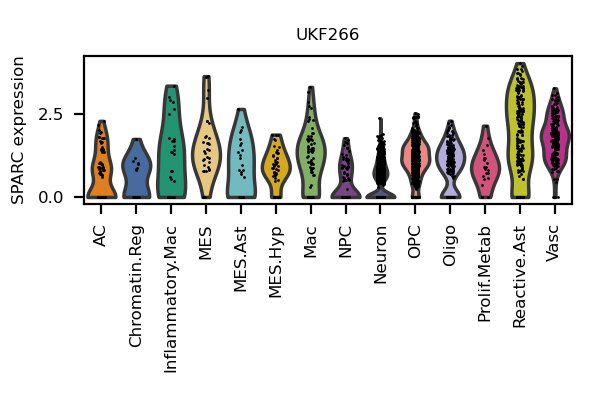 UKF266
SPARC expression
2.5
0.0
AC
Chromatin.Reg
Inflammatory.Mac
MES
MES.Ast
MES.Hyp
Mac
NPC
Neuron
OPC
Oligo
Prolif.Metab
Reactive.Ast
Vasc